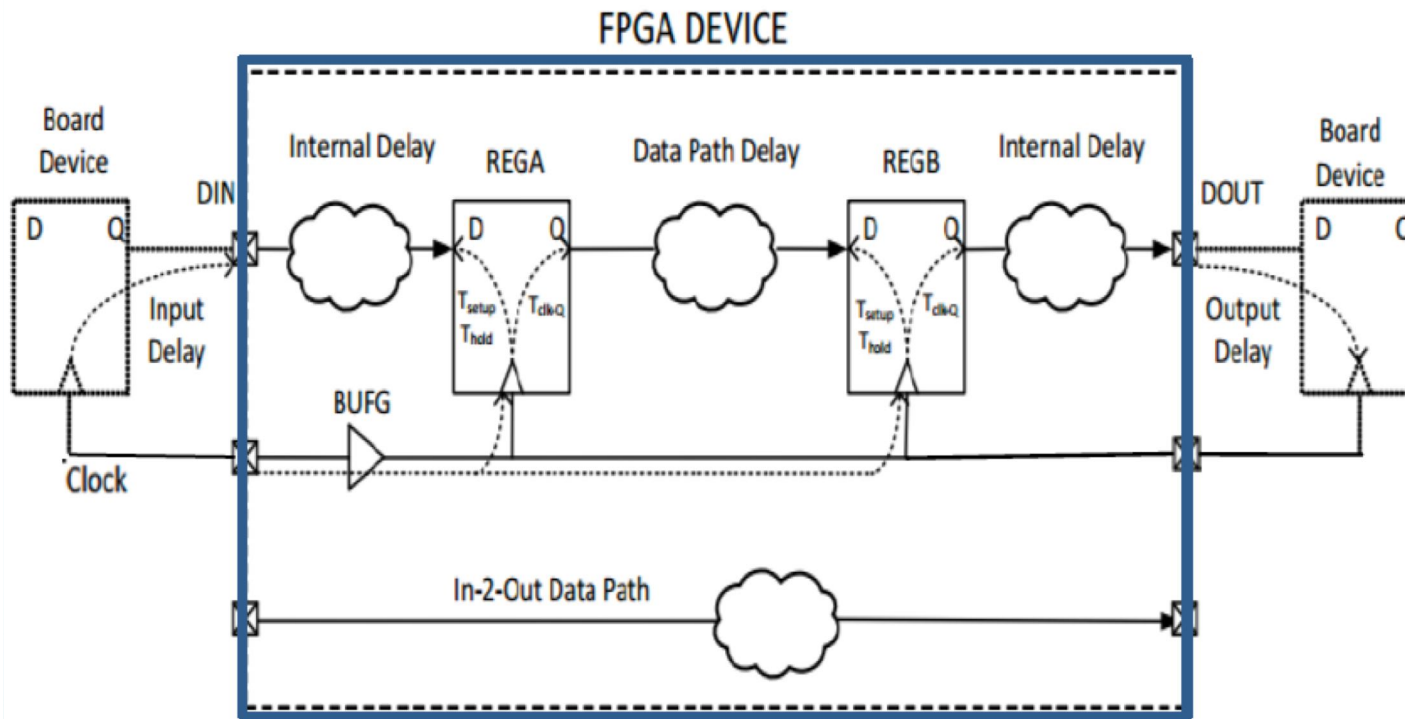 FPGA DEVICE
Board
Device
D Q
DIN
Input
Delay
Clock
Internal Delay
REGA
D Q
Tsetup
Thold
Tclk-Q
BUFG
Data Path Delay
REGB
D Q
Tsetup
Thold
Tclk-Q
Internal Delay
DOUT
Output
Delay
Board
Device
D Q
In-2-Out Data Path